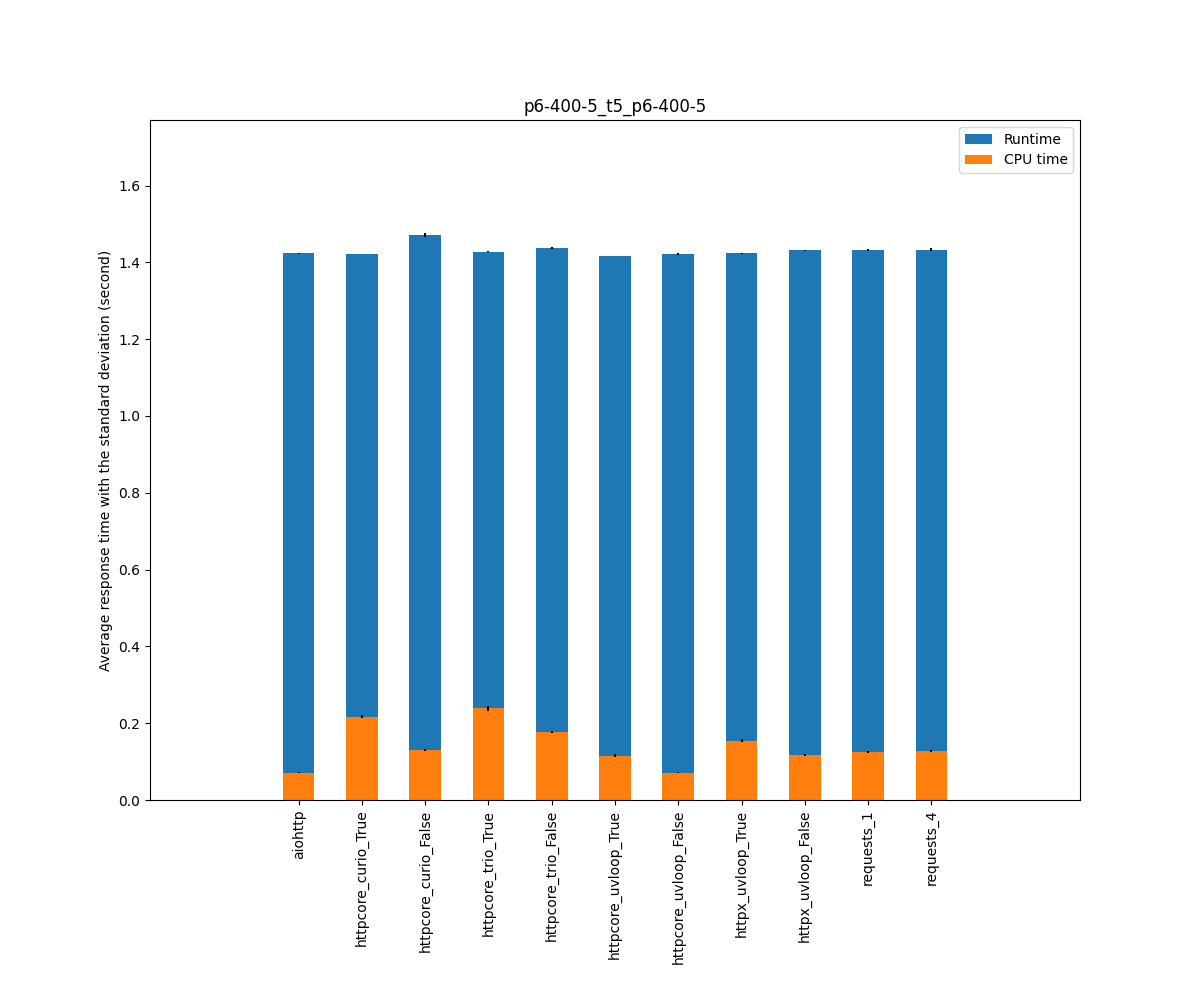 p6-400-5_t5_p6-400-5
Runtime
CPU time
Average response time with the standard deviation (second)
1.6
1.4
1.2
1.0
0.8
0.6
0.4
0.2
0.0
aiohttp
httpcore_curio_True
httpcore_curio_False
httpcore_trio_True
httpcore_trio_False
httpcore_uvloop_True
httpcore_uvloop_False
httpx_uvloop_True
httpx_uvloop_False
requests_1
requests_4